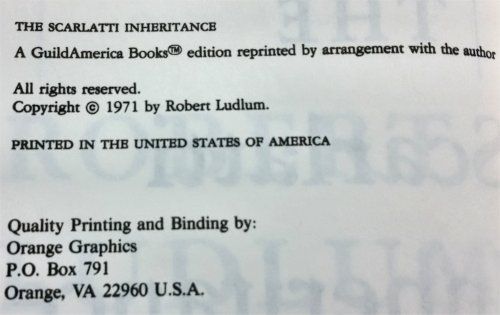 THE SCARLATTI INHERITANCE
A GuildAmerica Books™ edition reprinted by arrangement with the author
All rights reserved.
Copyright © 1971 by Robert Ludlum.
PRINTED IN THE UNITED STATES OF AMERICA
Quality Printing and Binding by:
Orange Graphics
P.O. Box 791
Orange, VA 22960 U.S.A.